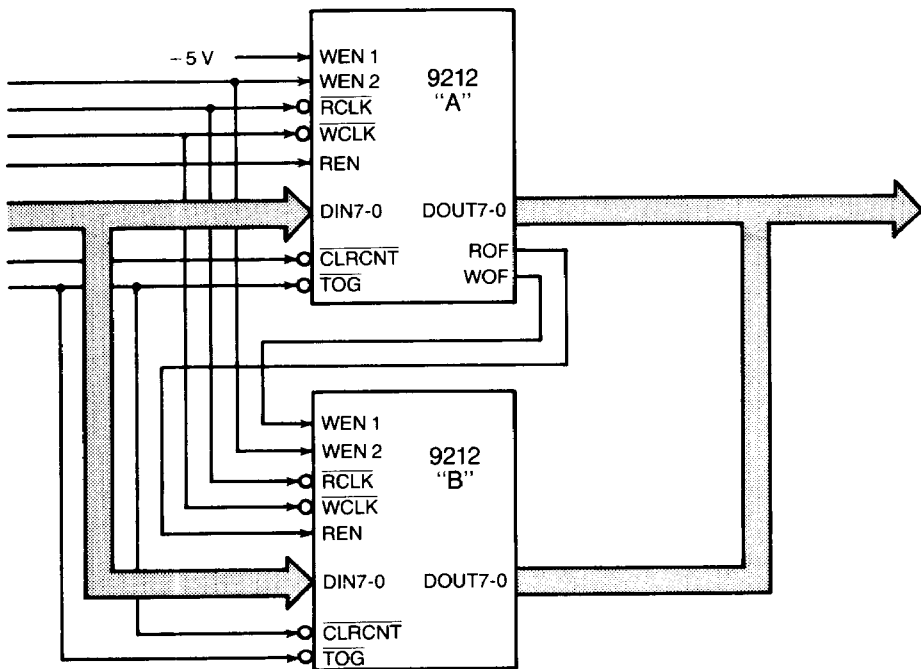 −5 V
WEN 1
WEN 2
RCLK
WCLK
REN
DIN7-0
CLRCNT
TOG
9212
"A"
DOUT7-0
ROF
WOF
WEN 1
WEN 2
RCLK
WCLK
REN
DIN7-0
CLRCNT
TOG
9212
"B"
DOUT7-0